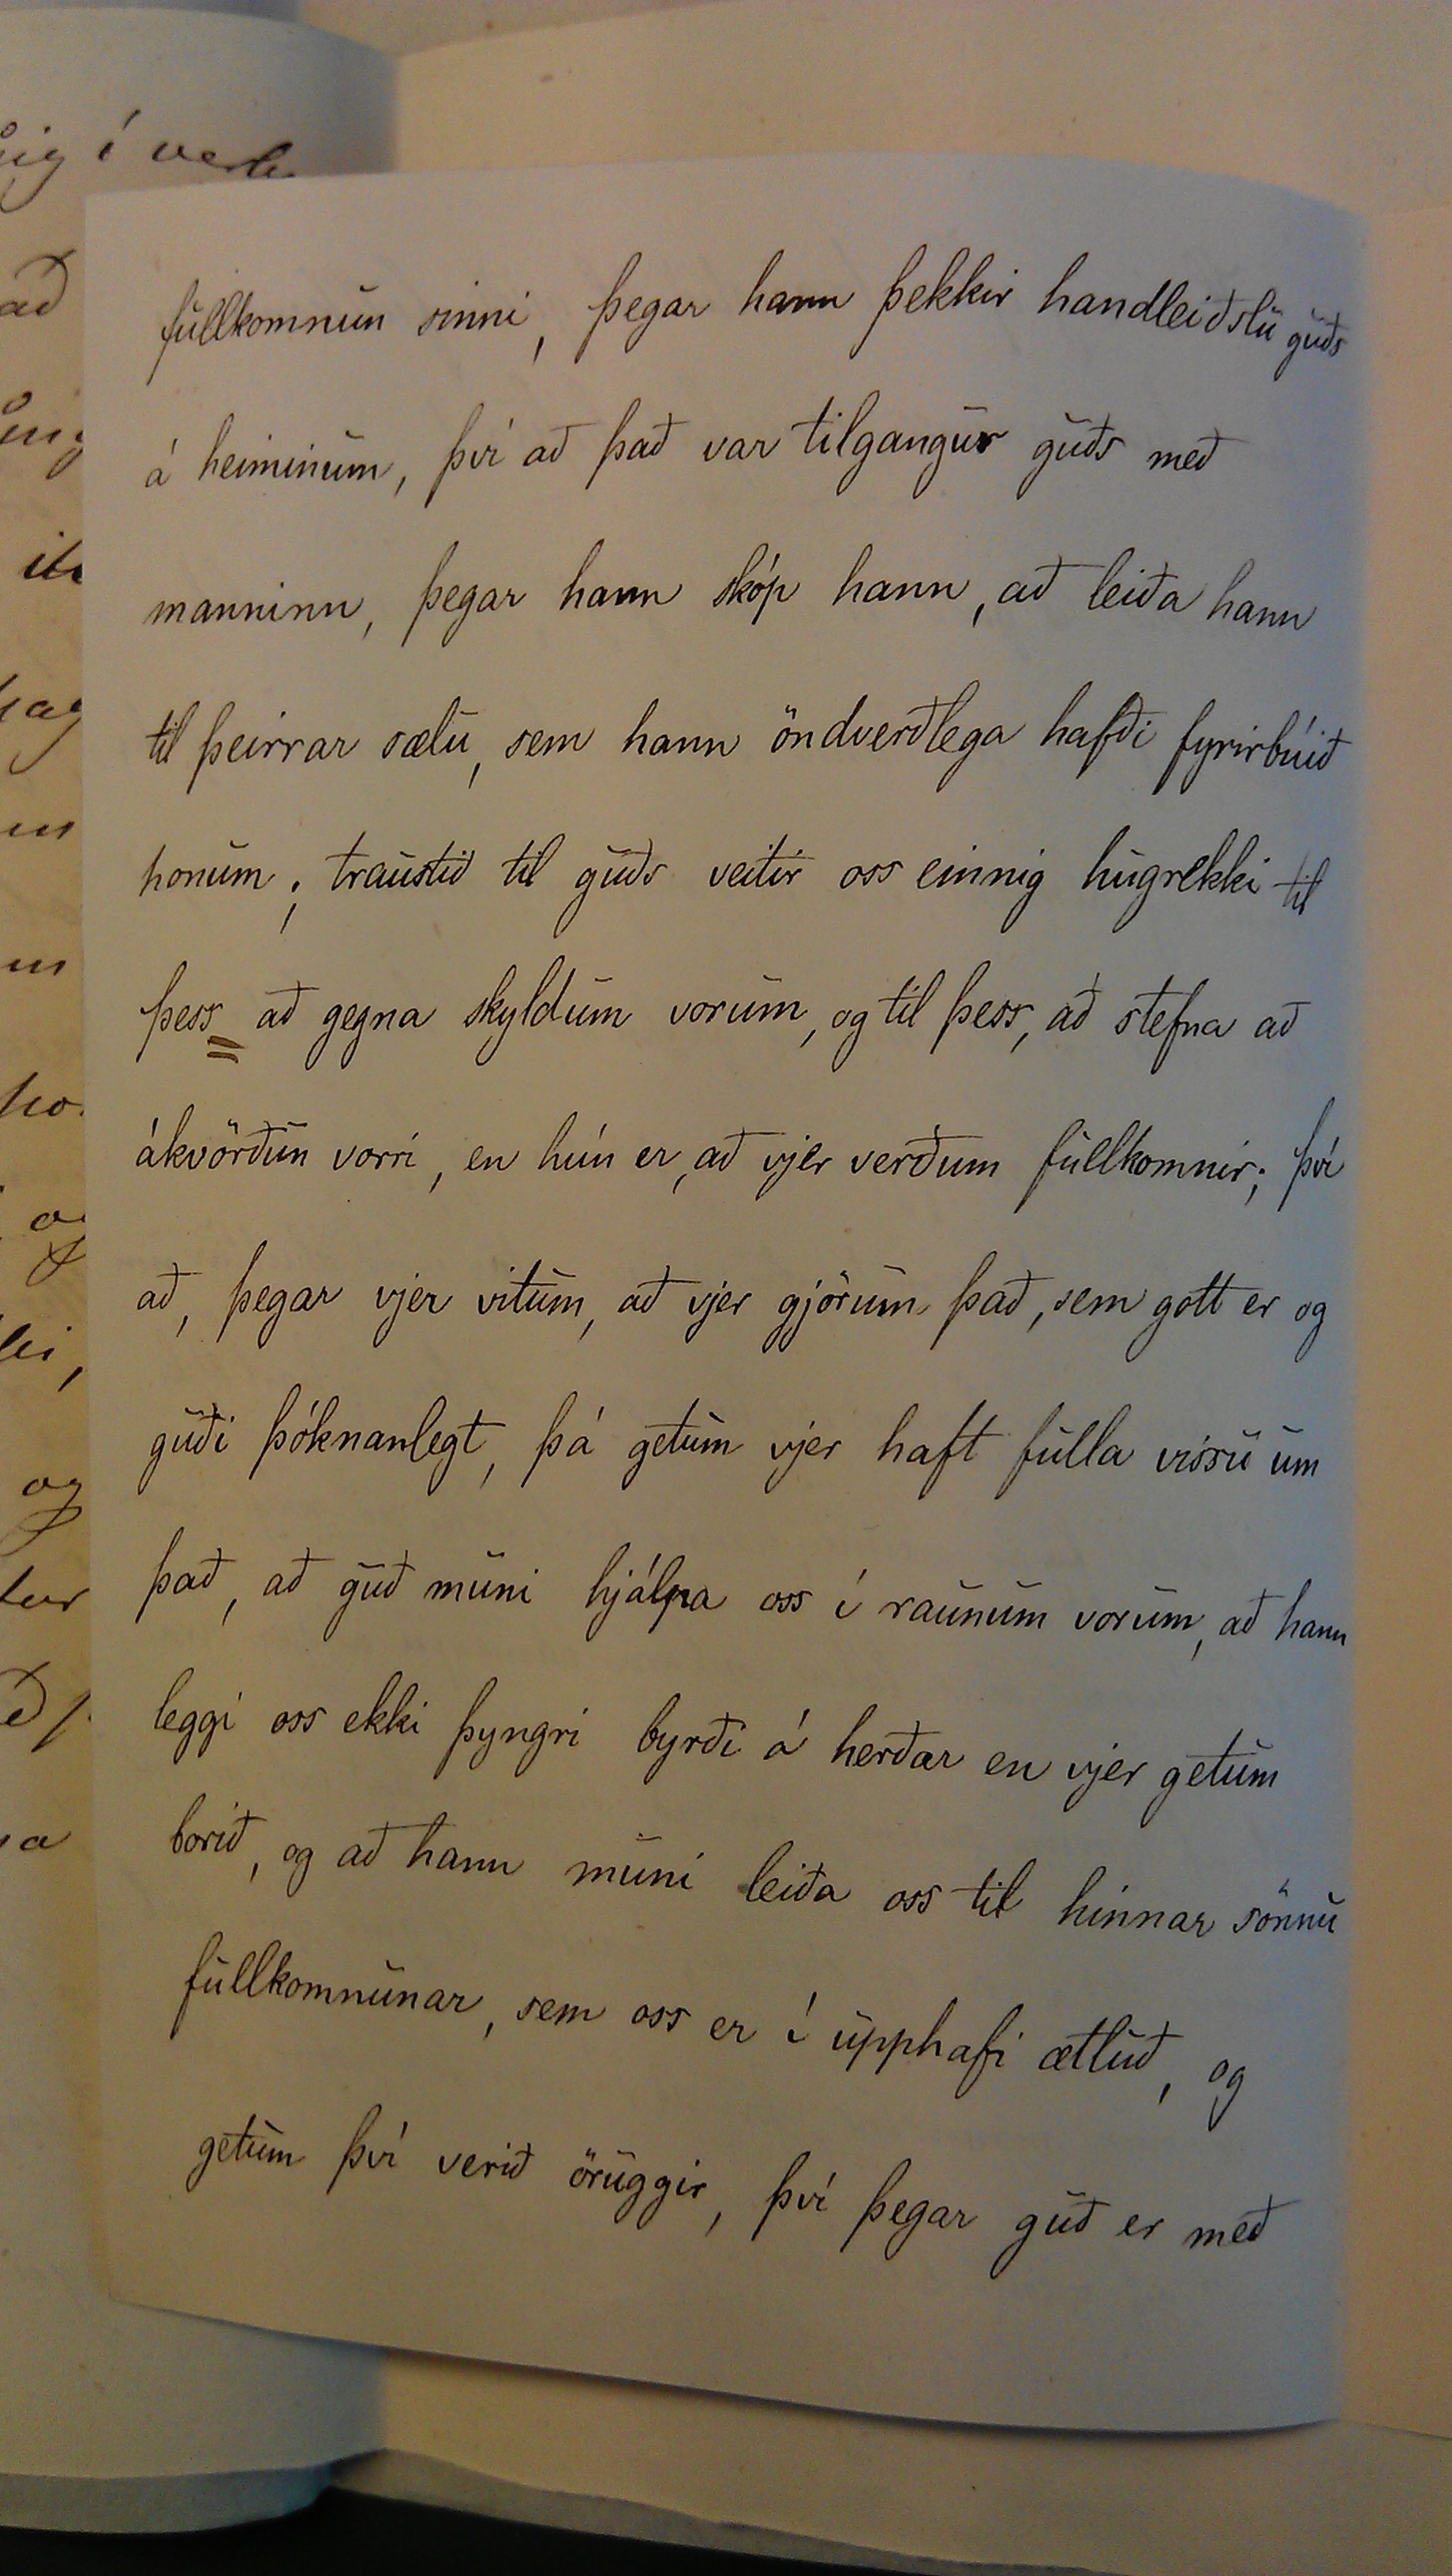 fullkomnun sinni, þegar hann þekkir handleiðslu guðs
á heiminum, því að það var tilgangur guðs með
manninn, þegar hann skóp hann, að leiða hann
til þeirrar sælu, sem hann öndverðlega hafði fyrirbúið
honum; traustið til guðs veitir oss einnig hugrekki til
þess að gegna skyldum vorum, og til þess, að stefna að
ákvörðun vorri, en hún er, að vjer verðum fullkomnir; því
að, þegar vjer vitum, að vjer gjörum það, sem gott er og
guði þóknanlegt, þá getum vjer haft fulla vissu um
það, að guð muni hjálpa oss í raunum vorum, að hann
leggi oss ekki þyngri byrði á herðar en vjer getum
borið, og að hann muni leiða oss til hinnar sönnu
fullkomnunar, sem oss er í upphafi ætluð, og
getum því verið öruggir, því þegar guð er með